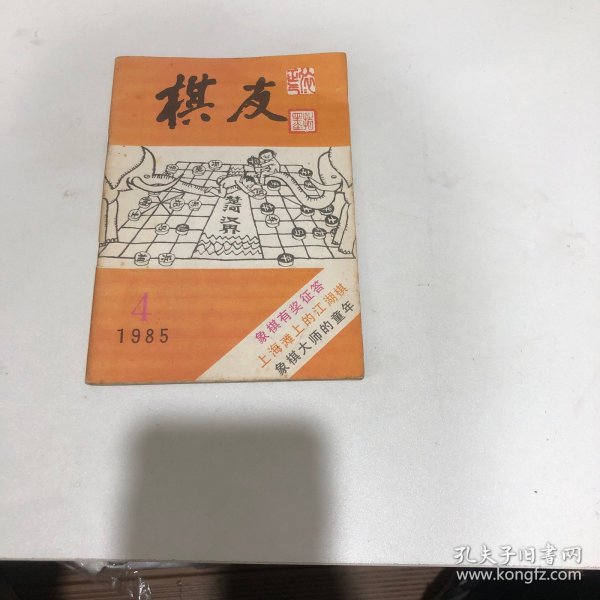 棋友
楚河 汉界
4
1985
象棋有奖征答
上海滩上的江湖棋
象棋大师的童年
孔夫子旧书网
www.kongfz.com